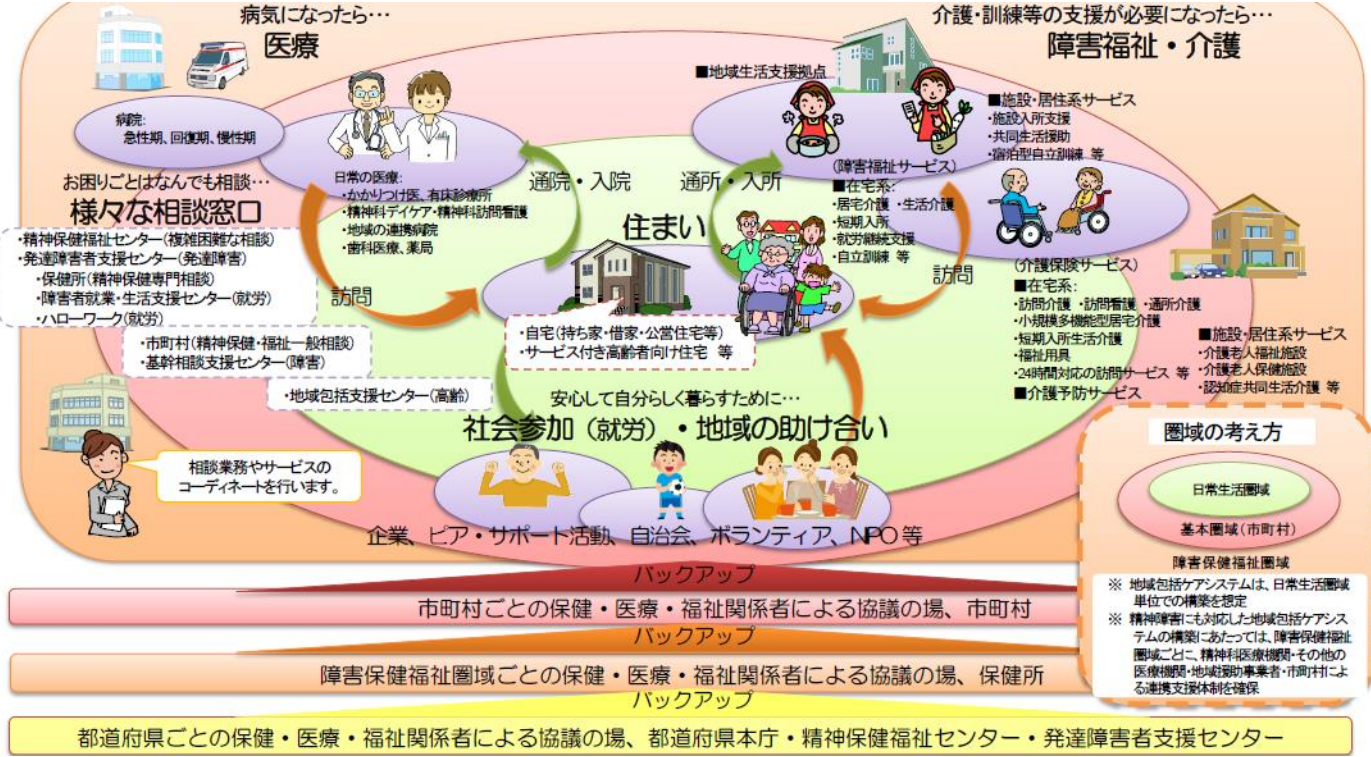 病気になったら…
医療
病院:
急性期、回復期、慢性期
日常の医療:
・かかりつけ医、有床診療所
・精神科デイケア・精神科訪問看護
・地域の連携病院
・歯科医療、薬局
お困りごとはなんでも相談…
様々な相談窓口
・精神保健福祉センター(複雑困難な相談)
・発達障害者支援センター(発達障害)
・保健所(精神保健専門相談)
・障害者就業・生活支援センター(就労)
・ハローワーク(就労)
・市町村(精神保健・福祉一般相談)
・基幹相談支援センター(障害)
・地域包括支援センター(高齢)
相談業務やサービスの
コーディネートを行います。
訪問
通院・入院
通所・入所
住まい
・自宅(持ち家・借家・公営住宅等)
・サービス付き高齢者向け住宅 等
介護・訓練等の支援が必要になったら…
障害福祉・介護
■地域生活支援拠点
■施設・居住系サービス
・施設入所支援
・共同生活援助
・宿泊型自立訓練 等
(障害福祉サービス)
■在宅系:
・居宅介護 ・生活介護
・短期入所
・就労継続支援
・自立訓練 等
訪問
(介護保険サービス)
■在宅系:
・訪問介護 ・訪問看護 ・通所介護
・小規模多機能型居宅介護
・短期入所生活介護
・福祉用具
・24時間対応の訪問サービス 等
■介護予防サービス
■施設・居住系サービス
・介護老人福祉施設
・介護老人保健施設
・認知症共同生活介護 等
安心して自分らしく暮らすために…
社会参加(就労)・地域の助け合い
企業、ピア・サポート活動、自治会、ボランティア、NPO等
圏域の考え方
日常生活圏域
基本圏域(市町村)
障害保健福祉圏域
※ 地域包括ケアシステムは、日常生活圏域
単位での構築を想定
※ 精神障害にも対応した地域包括ケアシス
テムの構築にあたっては、障害保健福祉
圏域ごとに、精神科医療機関・その他の
医療機関・地域援助事業者・市町村によ
る連携支援体制を確保
バックアップ
市町村ごとの保健・医療・福祉関係者による協議の場、市町村
バックアップ
障害保健福祉圏域ごとの保健・医療・福祉関係者による協議の場、保健所
バックアップ
都道府県ごとの保健・医療・福祉関係者による協議の場、都道府県本庁・精神保健福祉センター・発達障害者支援センター